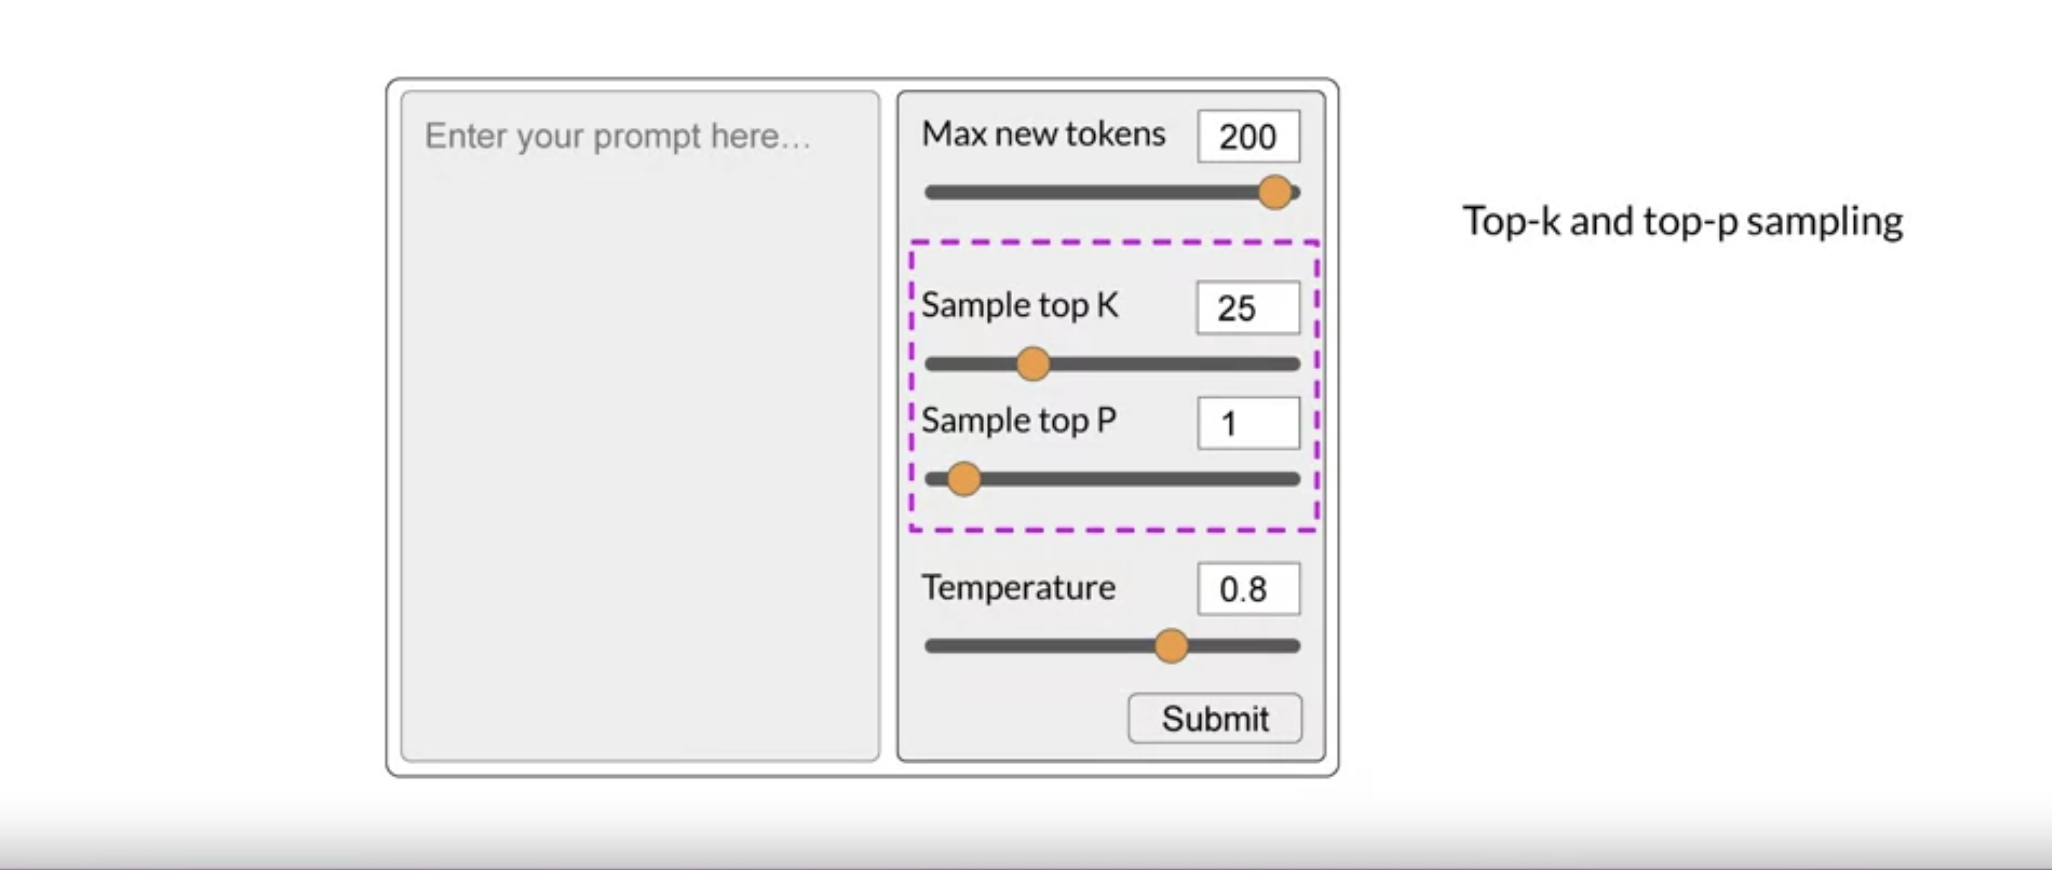 Enter your prompt here...
Max new tokens 200
Sample top K 25
Sample top P 1
Temperature 0.8
Submit
Top-k and top-p sampling